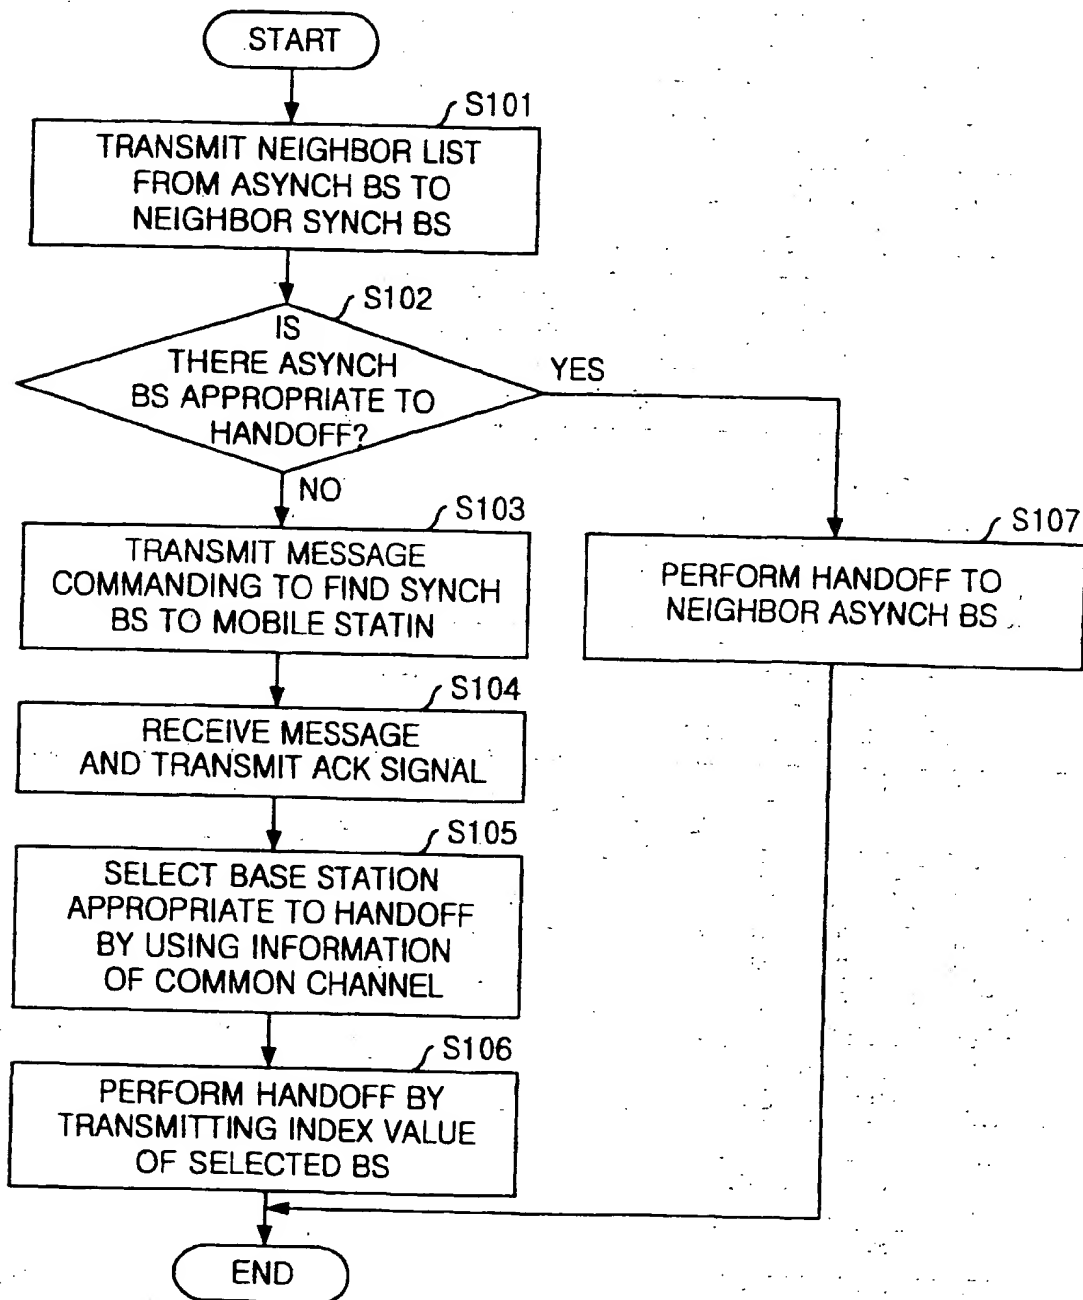 START
S101
TRANSMIT NEIGHBOR LIST
FROM ASYNCH BS TO
NEIGHBOR SYNCH BS
S102
IS
THERE ASYNCH
BS APPROPRIATE TO
HANDOFF?
YES
NO
S103
TRANSMIT MESSAGE
COMMANDING TO FIND SYNCH
BS TO MOBILE STATIN
S107
PERFORM HANDOFF TO
NEIGHBOR ASYNCH BS
S104
RECEIVE MESSAGE
AND TRANSMIT ACK SIGNAL
S105
SELECT BASE STATION
APPROPRIATE TO HANDOFF
BY USING INFORMATION
OF COMMON CHANNEL
S106
PERFORM HANDOFF BY
TRANSMITTING INDEX VALUE
OF SELECTED BS
END